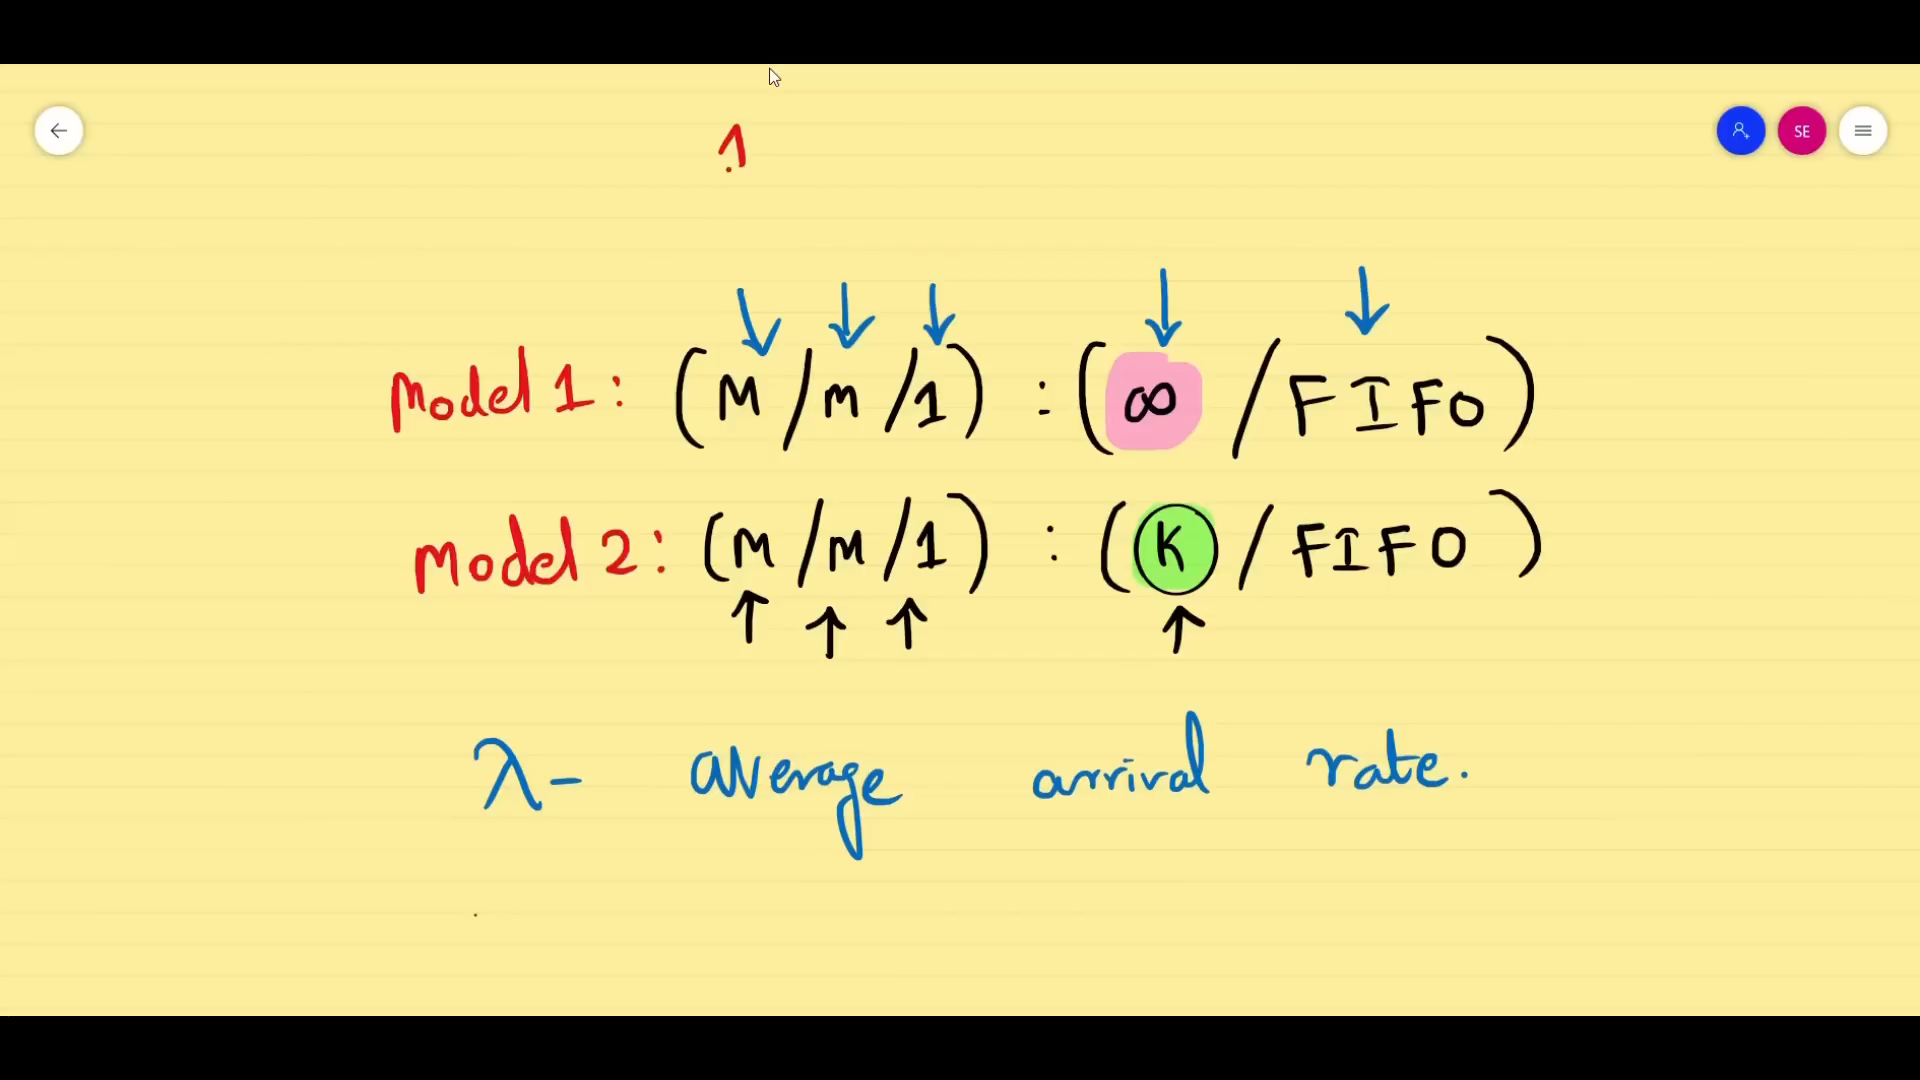 SE
1
Model 1: (M/M/1) : (∞/FIFO)
Model 2: (M/M/1) : (K/FIFO)
λ- average arrival rate.